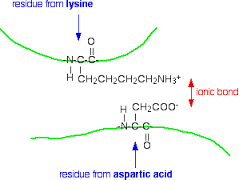 residue from lysine
O
-N-C-C-
H
CH2CH2CH2CH2NH3+
ionic bond
CH2COO-
H
-N-C-C-
O
residue from aspartic acid